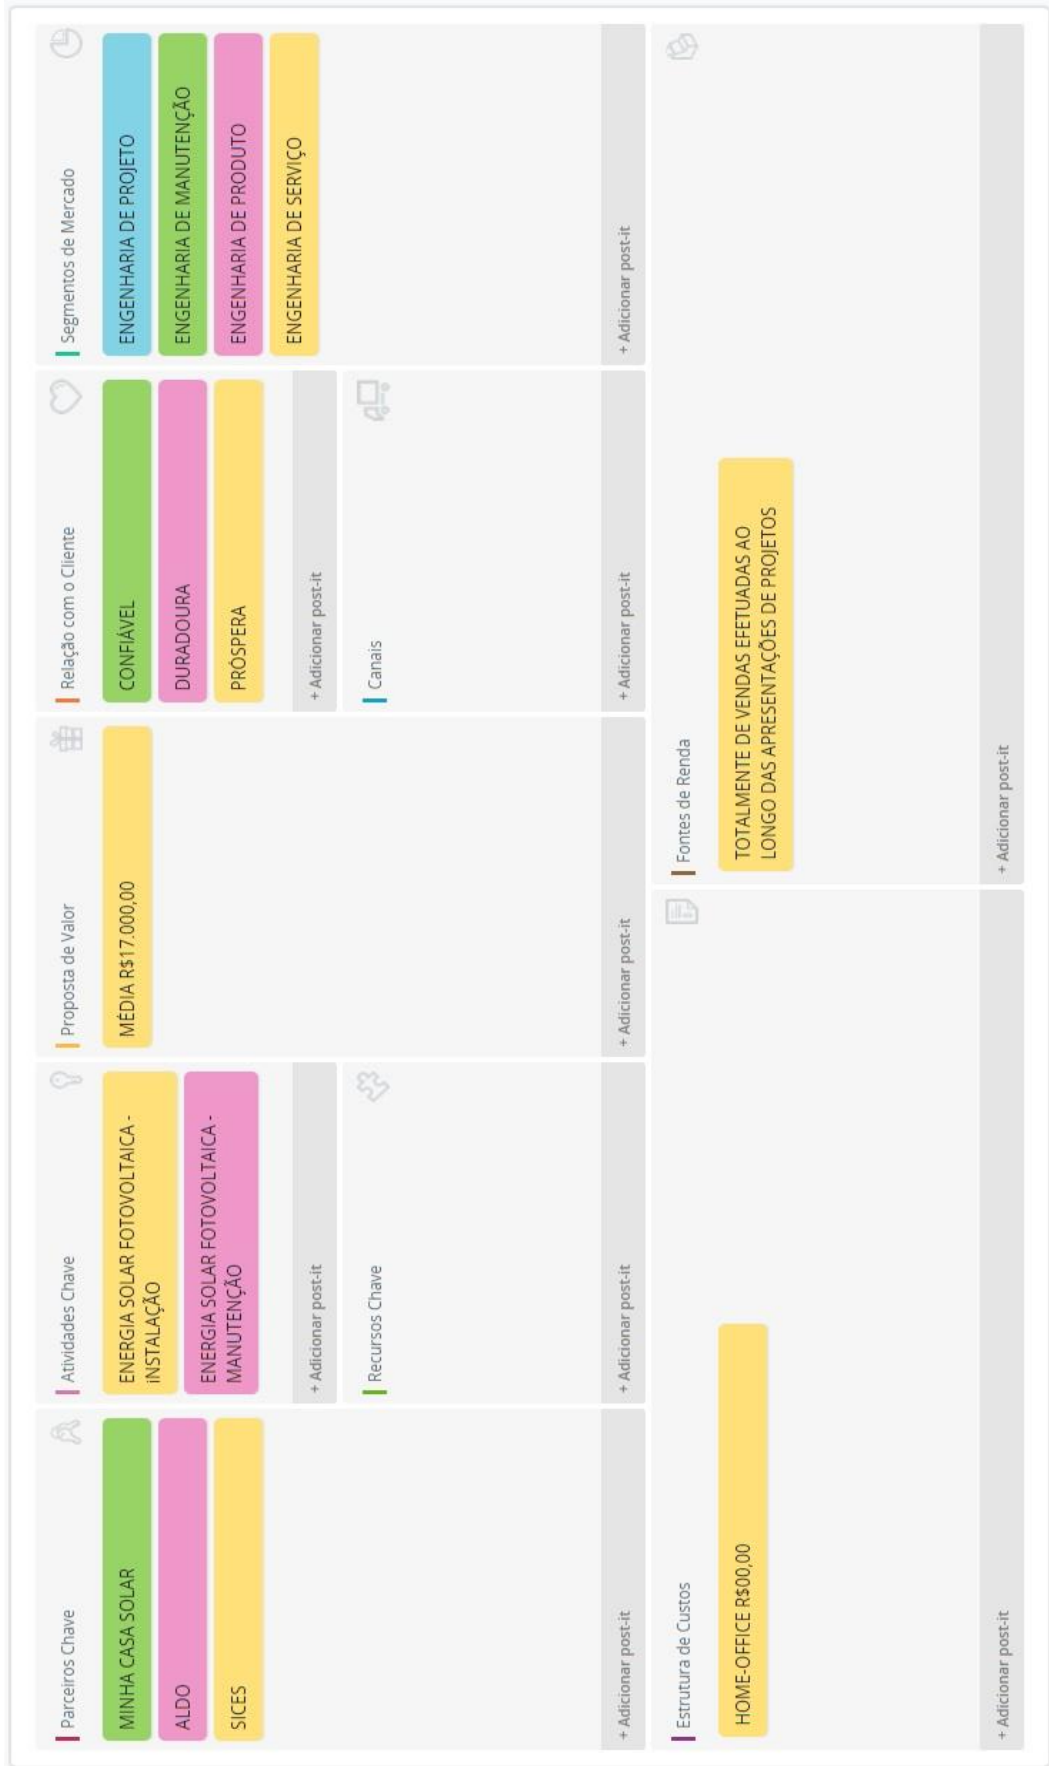 Parceiros Chave
MINHA CASA SOLAR
ALDO
SICES
+ Adicionar post-it
Atividades Chave
ENERGIA SOLAR FOTOVOLTAICA -
iNSTALAÇÃO
ENERGIA SOLAR FOTOVOLTAICA -
MANUTENÇÃO
+ Adicionar post-it
Recursos Chave
+ Adicionar post-it
Proposta de Valor
MÉDIA R$17.000,00
+ Adicionar post-it
Relação com o Cliente
CONFIÁVEL
DURADOURA
PRÓSPERA
+ Adicionar post-it
Canais
+ Adicionar post-it
Segmentos de Mercado
ENGENHARIA DE PROJETO
ENGENHARIA DE MANUTENÇÃO
ENGENHARIA DE PRODUTO
ENGENHARIA DE SERVIÇO
+ Adicionar post-it
Estrutura de Custos
HOME-OFFICE R$00,00
+ Adicionar post-it
Fontes de Renda
TOTALMENTE DE VENDAS EFETUADAS AO
LONGO DAS APRESENTAÇÕES DE PROJETOS
+ Adicionar post-it